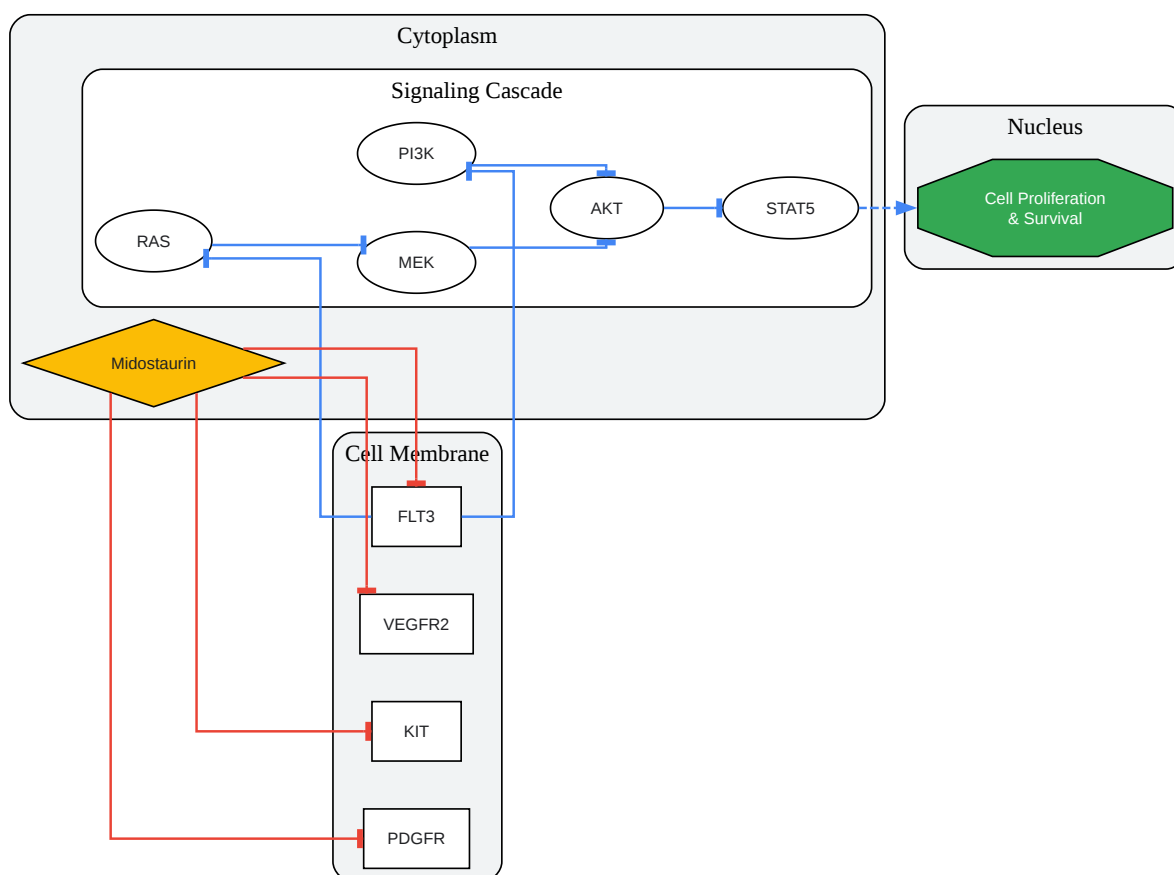 Cytoplasm
Signaling Cascade
Nucleus
PI3K
AKT
STAT5
Cell Proliferation
& Survival
RAS
MEK
Midostaurin
Cell Membrane
FLT3
VEGFR2
KIT
PDGFR